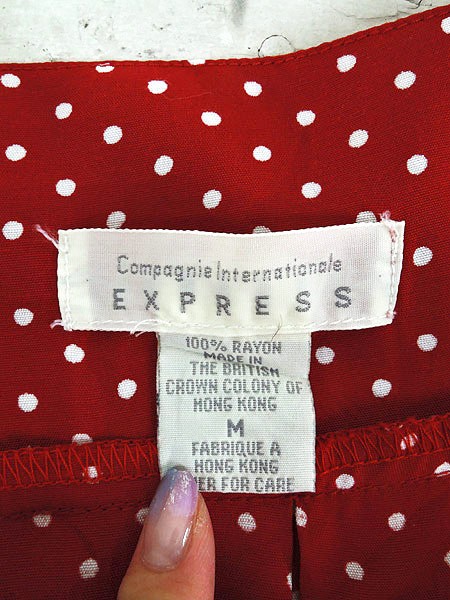 Compagnie Internationale
EXPRESS
100% RAYON
MADE IN
THE BRITISH
CROWN COLONY OF
HONG KONG
M
FABRIQUE A
HONG KONG
FOR CARE